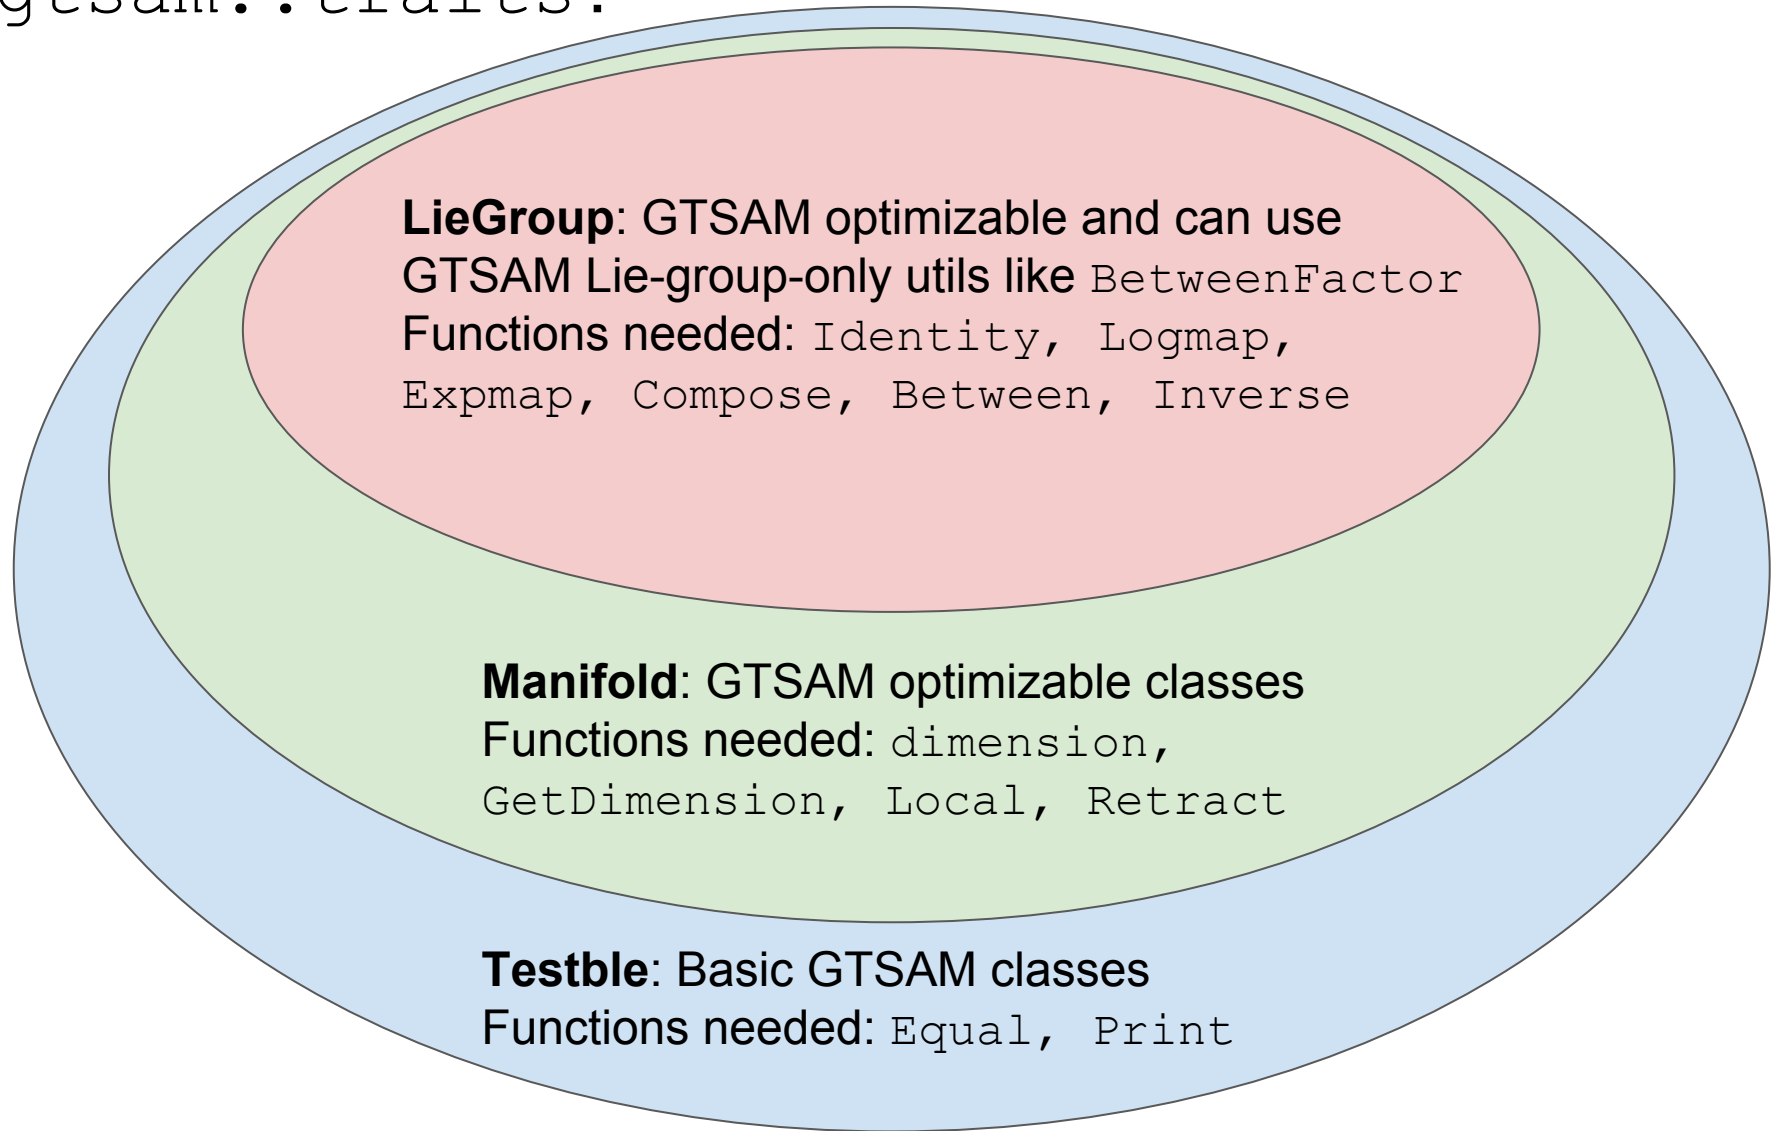 gtsam::traits:
LieGroup: GTSAM optimizable and can use
GTSAM Lie-group-only utils like BetweenFactor
Functions needed: Identity, Logmap,
Expmap, Compose, Between, Inverse
Manifold: GTSAM optimizable classes
Functions needed: dimension,
GetDimension, Local, Retract
Testble: Basic GTSAM classes
Functions needed: Equal, Print